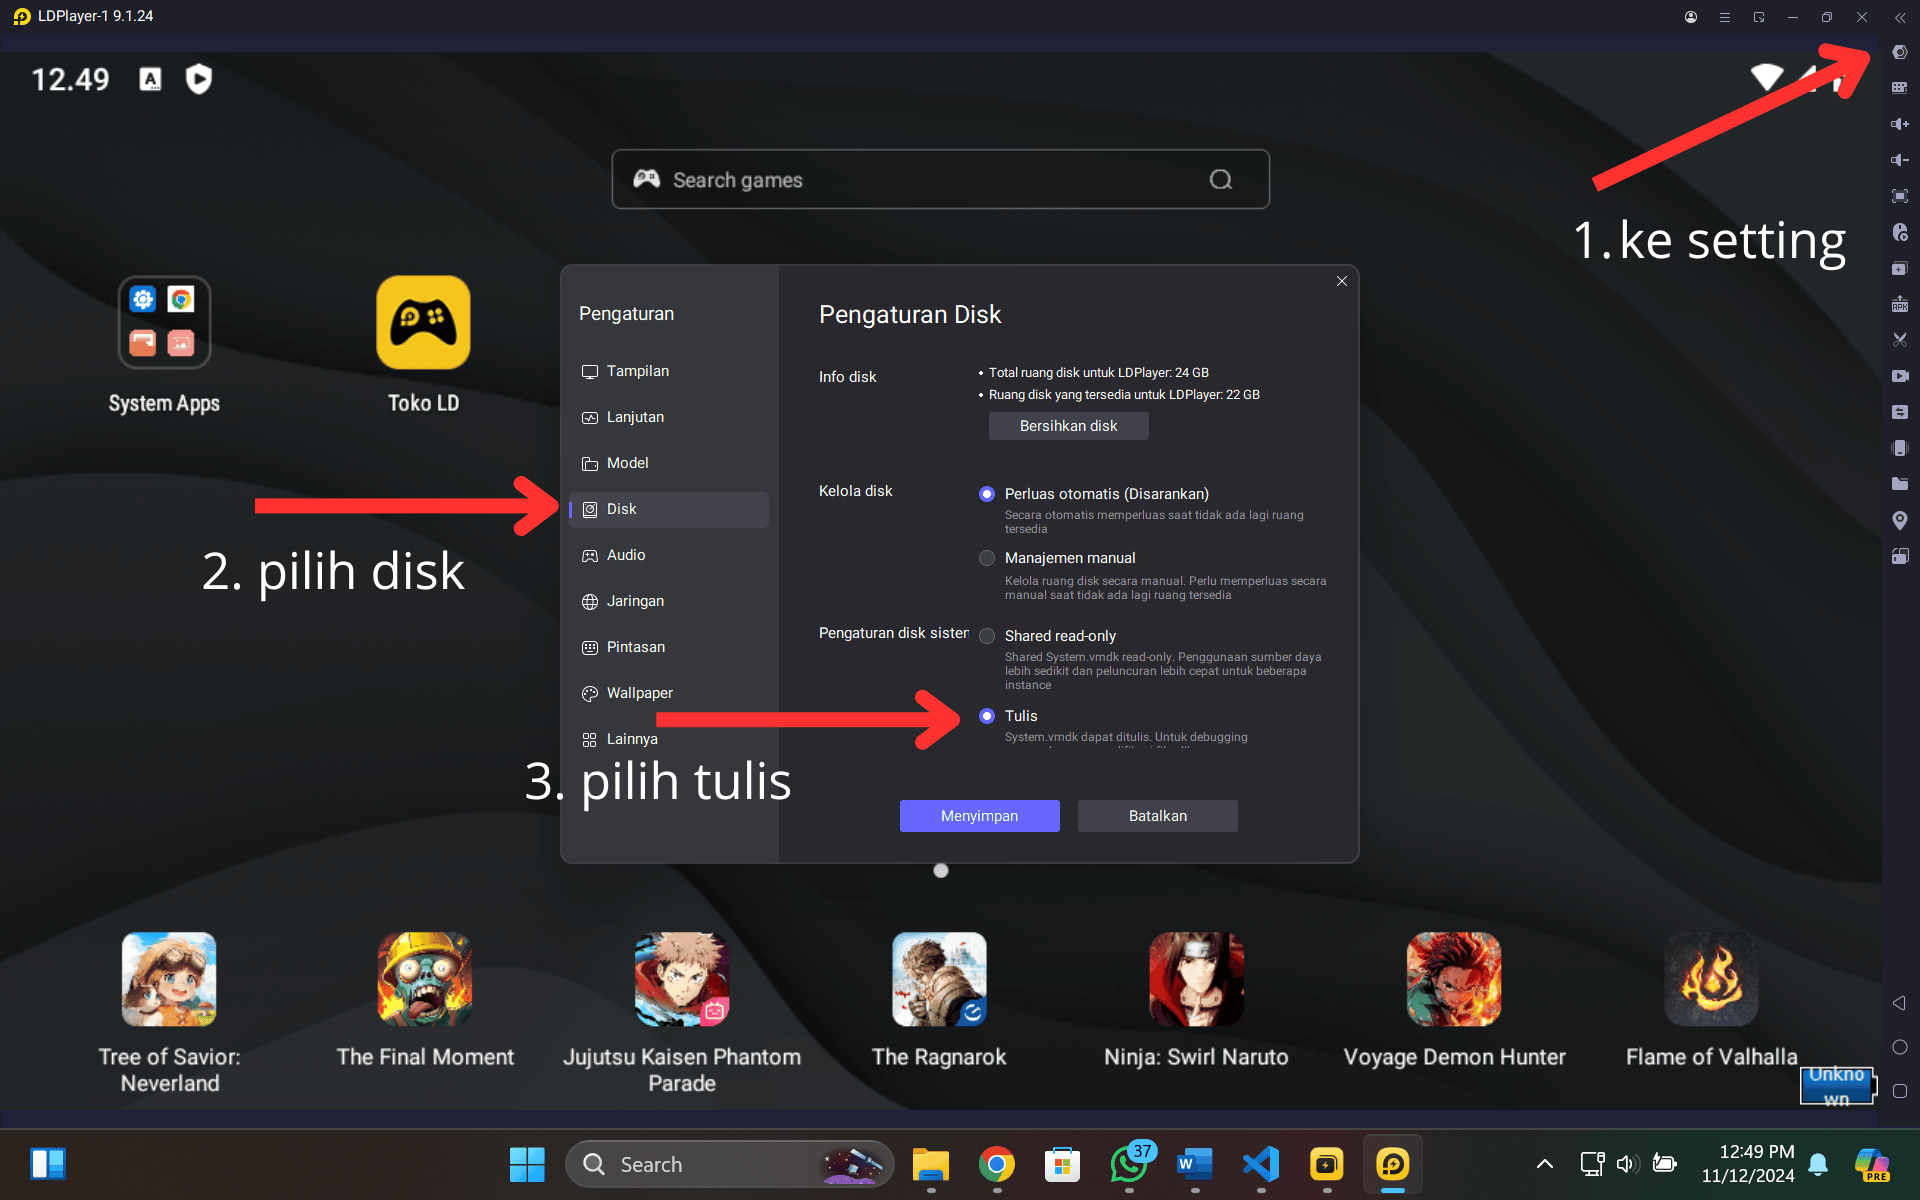 LDPlayer-1 9.1.24
12.49
A
Search games
1. ke setting
System Apps
Toko LD
Pengaturan
Tampilan
Lanjutan
Model
Disk
Audio
Jaringan
Pintasan
Wallpaper
Lainnya
Pengaturan Disk
Info disk
• Total ruang disk untuk LDPlayer: 24 GB
• Ruang disk yang tersedia untuk LDPlayer: 22 GB
Bersihkan disk
Kelola disk
Perluas otomatis (Disarankan)
Secara otomatis memperluas saat tidak ada lagi ruang
tersedia
Manajemen manual
Kelola ruang disk secara manual. Perlu memperluas secara
manual saat tidak ada lagi ruang tersedia
Pengaturan disk sisten
Shared read-only
Shared System.vmdk read-only. Penggunaan sumber daya
lebih sedikit dan peluncuran lebih cepat untuk beberapa
instance
Tulis
System.vmdk dapat ditulis. Untuk debugging
Menyimpan
Batalkan
2. pilih disk
3. pilih tulis
Tree of Savior:
Neverland
The Final Moment
Jujutsu Kaisen Phantom
Parade
The Ragnarok
Ninja: Swirl Naruto
Voyage Demon Hunter
Flame of Valhalla
Unkno
wn
APK
Search
37
W
12:49 PM
11/12/2024
PRE